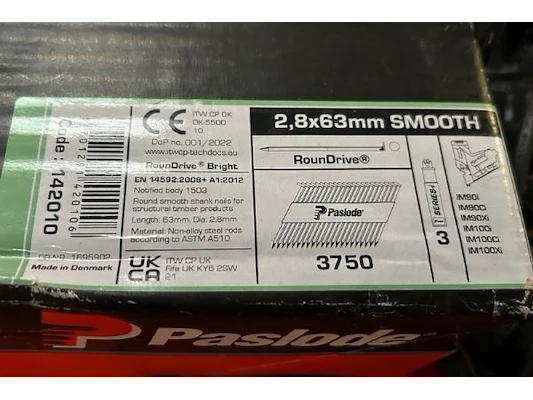 Code: 142010
5701214201061
DB-NR. 1695902
Made in Denmark
CE
ITW CP DK
DK-5500
10
DoP no. 001/2022
www.itwcp-techdocs.eu
RounDrive® Bright
EN 14592:2008+ A1:2012
Notified body 1503
Round smooth shank nails for
structural timber products
Length: 63mm. Dia: 2,8mm
Material: Non-alloy steel rods
according to ASTM A510
UK
CA
ITW CP UK
Fife UK KY6 2SW
21
2,8x63mm SMOOTH
RounDrive®
Paslode
3750
i SERIES
3
IM90i
IM90Ci
IM90Xi
IM100i
IM100Ci
IM100Xi
Paslode